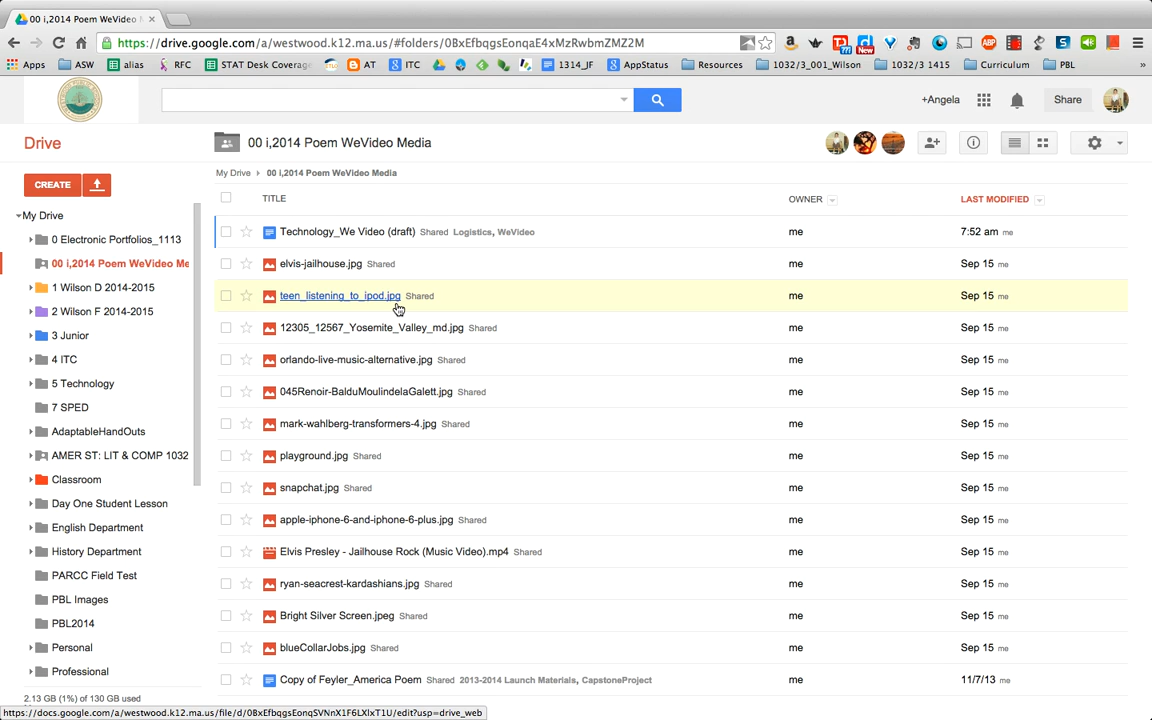 00 i,2014 Poem WeVideo M
https://drive.google.com/a/westwood.k12.ma.us/#folders/0BxEfbqgsEonqaE4xMzRwbmZMZ2M
Apps ASW alias RFC STAT Desk Coverage AT ITC 1314_JF AppStatus Resources 1032/3_001_Wilson 1032/3 1415 Curriculum PBL »
+Angela Share
Drive 00 i,2014 Poem WeVideo Media
My Drive 00 i,2014 Poem WeVideo Media
CREATE
TITLE OWNER LAST MODIFIED
My Drive
0 Electronic Portfolios_1113
00 i,2014 Poem WeVideo Me
1 Wilson D 2014-2015
2 Wilson F 2014-2015
3 Junior
4 ITC
5 Technology
7 SPED
AdaptableHandOuts
AMER ST: LIT & COMP 1032
Classroom
Day One Student Lesson
English Department
History Department
PARCC Field Test
PBL Images
PBL2014
Personal
Professional
2.13 GB (1%) of 130 GB used
Technology_We Video (draft) Shared Logistics, WeVideo me 7:52 am me
elvis-jailhouse.jpg Shared me Sep 15 me
teen_listening_to_ipod.jpg Shared me Sep 15 me
12305_12567_Yosemite_Valley_md.jpg Shared me Sep 15 me
orlando-live-music-alternative.jpg Shared me Sep 15 me
045Renoir-BalduMoulindelaGalett.jpg Shared me Sep 15 me
mark-wahlberg-transformers-4.jpg Shared me Sep 15 me
playground.jpg Shared me Sep 15 me
snapchat.jpg Shared me Sep 15 me
apple-iphone-6-and-iphone-6-plus.jpg Shared me Sep 15 me
Elvis Presley - Jailhouse Rock (Music Video).mp4 Shared me Sep 15 me
ryan-seacrest-kardashians.jpg Shared me Sep 15 me
Bright Silver Screen.jpeg Shared me Sep 15 me
blueCollarJobs.jpg Shared me Sep 15 me
Copy of Feyler_America Poem Shared 2013-2014 Launch Materials, CapstoneProject me 11/7/13 me